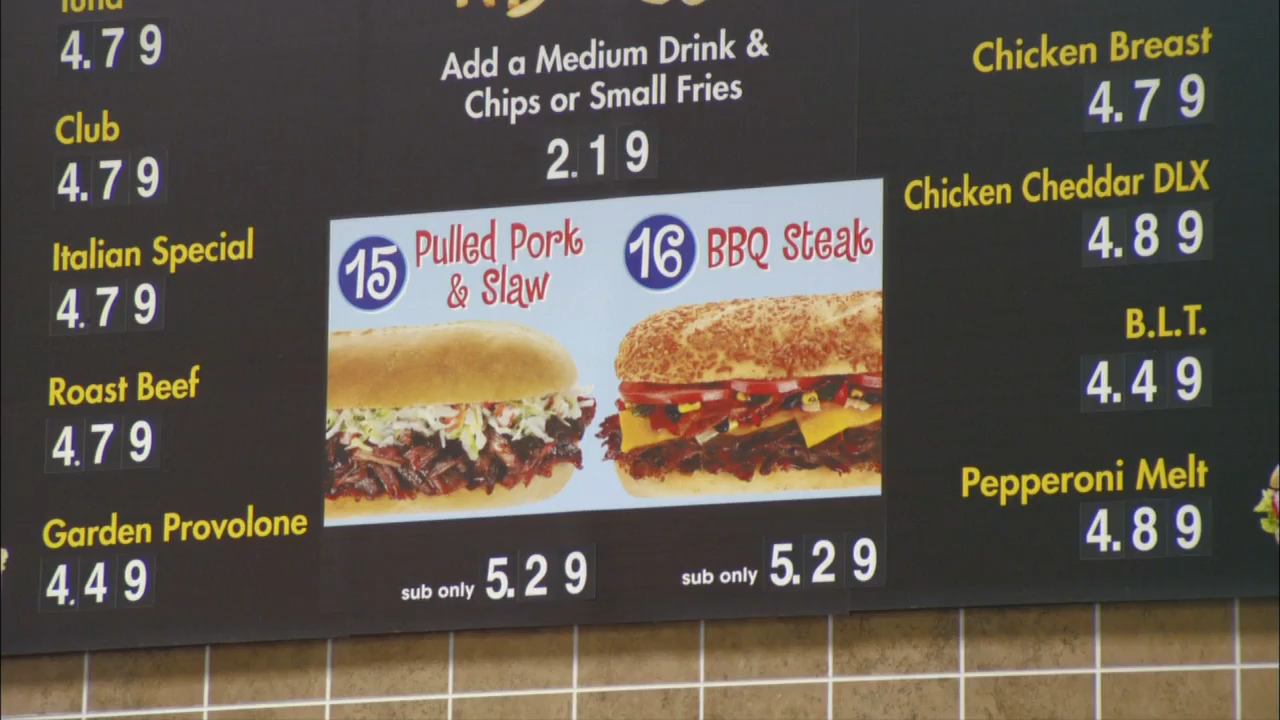 Tuna
4.79
Club
4.79
Italian Special
4.79
Roast Beef
4.79
Garden Provolone
4.49
Add a Medium Drink &
Chips or Small Fries
2.19
15 Pulled Pork
& Slaw
16 BBQ Steak
sub only 5.29
sub only 5.29
Chicken Breast
4.79
Chicken Cheddar DLX
4.89
B.L.T.
4.49
Pepperoni Melt
4.89